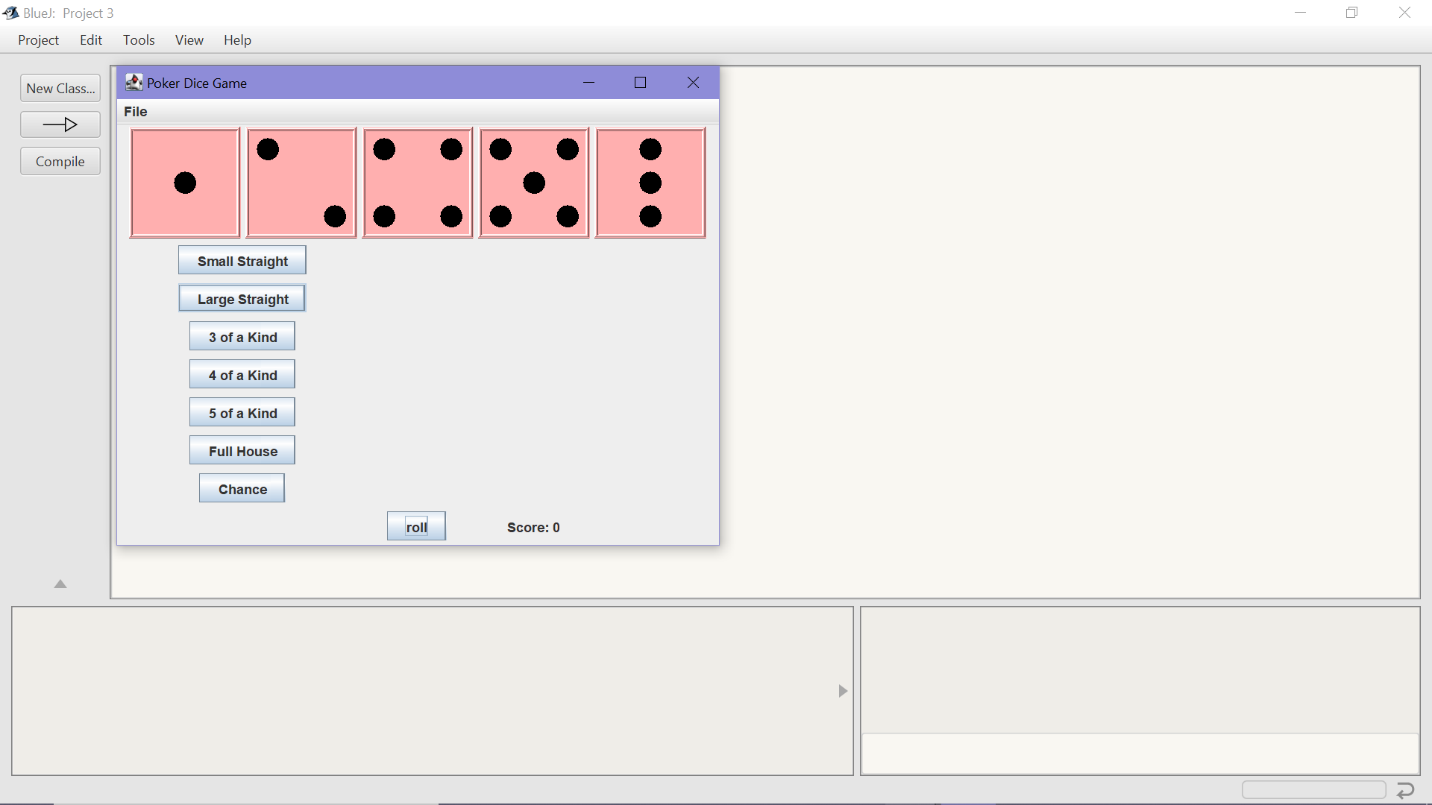 BlueJ: Project 3
Project Edit Tools View Help
New Class...
Compile
Poker Dice Game
File
Small Straight
Large Straight
3 of a Kind
4 of a Kind
5 of a Kind
Full House
Chance
roll Score: 0